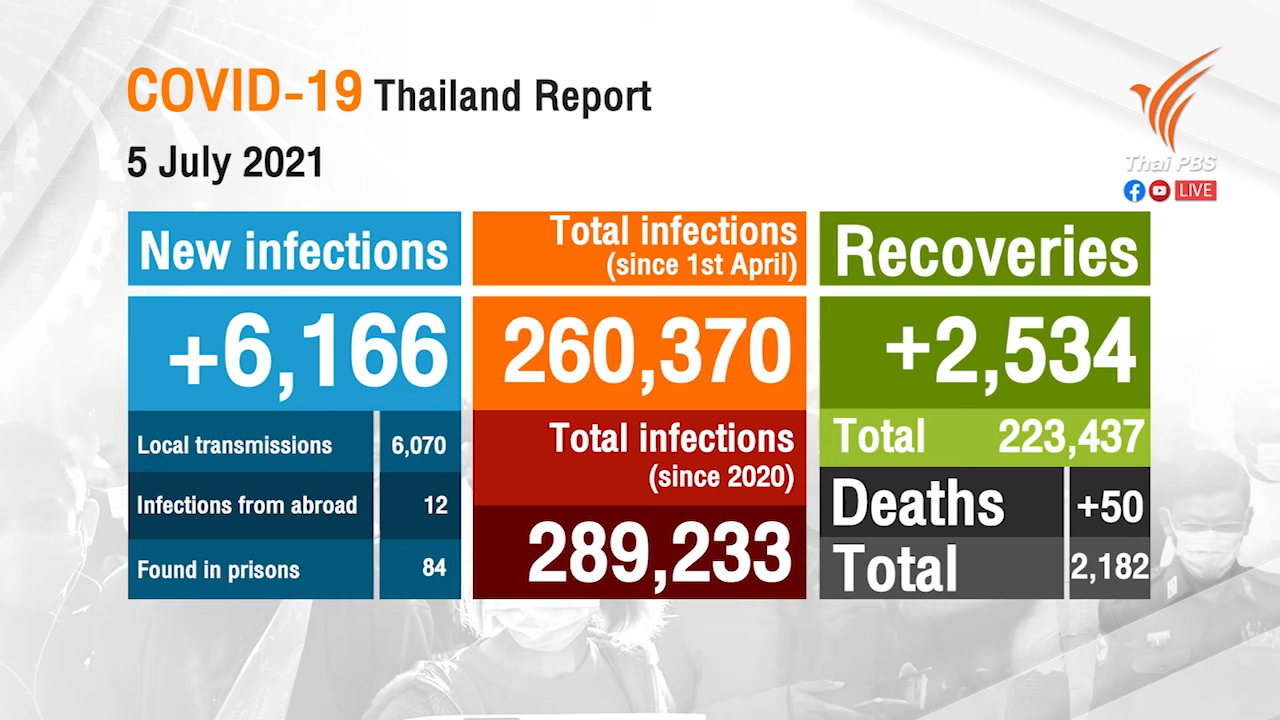 COVID-19 Thailand Report
5 July 2021
Thai PBS
LIVE
New infections
+6,166
Local transmissions 6,070
Infections from abroad 12
Found in prisons 84
Total infections
(since 1st April)
260,370
Total infections
(since 2020)
289,233
Recoveries
+2,534
Total 223,437
Deaths +50
Total 2,182